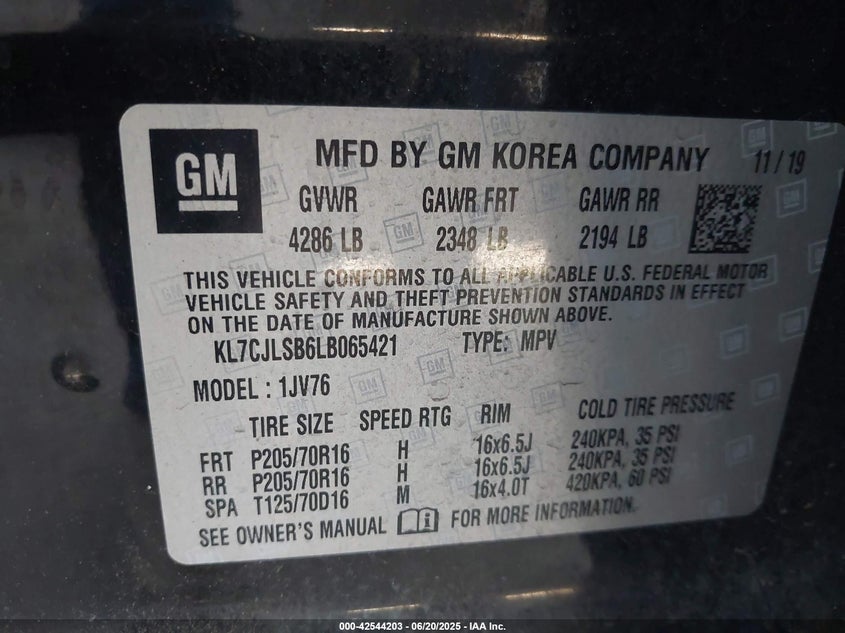 GM
MFD BY GM KOREA COMPANY 11/19
GVWR GAWR FRT GAWR RR
4286 LB 2348 LB 2194 LB
THIS VEHICLE CONFORMS TO ALL APPLICABLE U.S. FEDERAL MOTOR
VEHICLE SAFETY AND THEFT PREVENTION STANDARDS IN EFFECT
ON THE DATE OF MANUFACTURE SHOWN ABOVE.
KL7CJLSB6LB065421 TYPE: MPV
MODEL : 1JV76
TIRE SIZE SPEED RTG RIM COLD TIRE PRESSURE
FRT P205/70R16 H 16x6.5J 240KPA, 35 PSI
RR P205/70R16 H 16x6.5J 240KPA, 35 PSI
SPA T125/70D16 M 16x4.0T 420KPA, 60 PSI
SEE OWNER'S MANUAL FOR MORE INFORMATION.
000-42544203 - 06/20/2025 - IAA Inc.